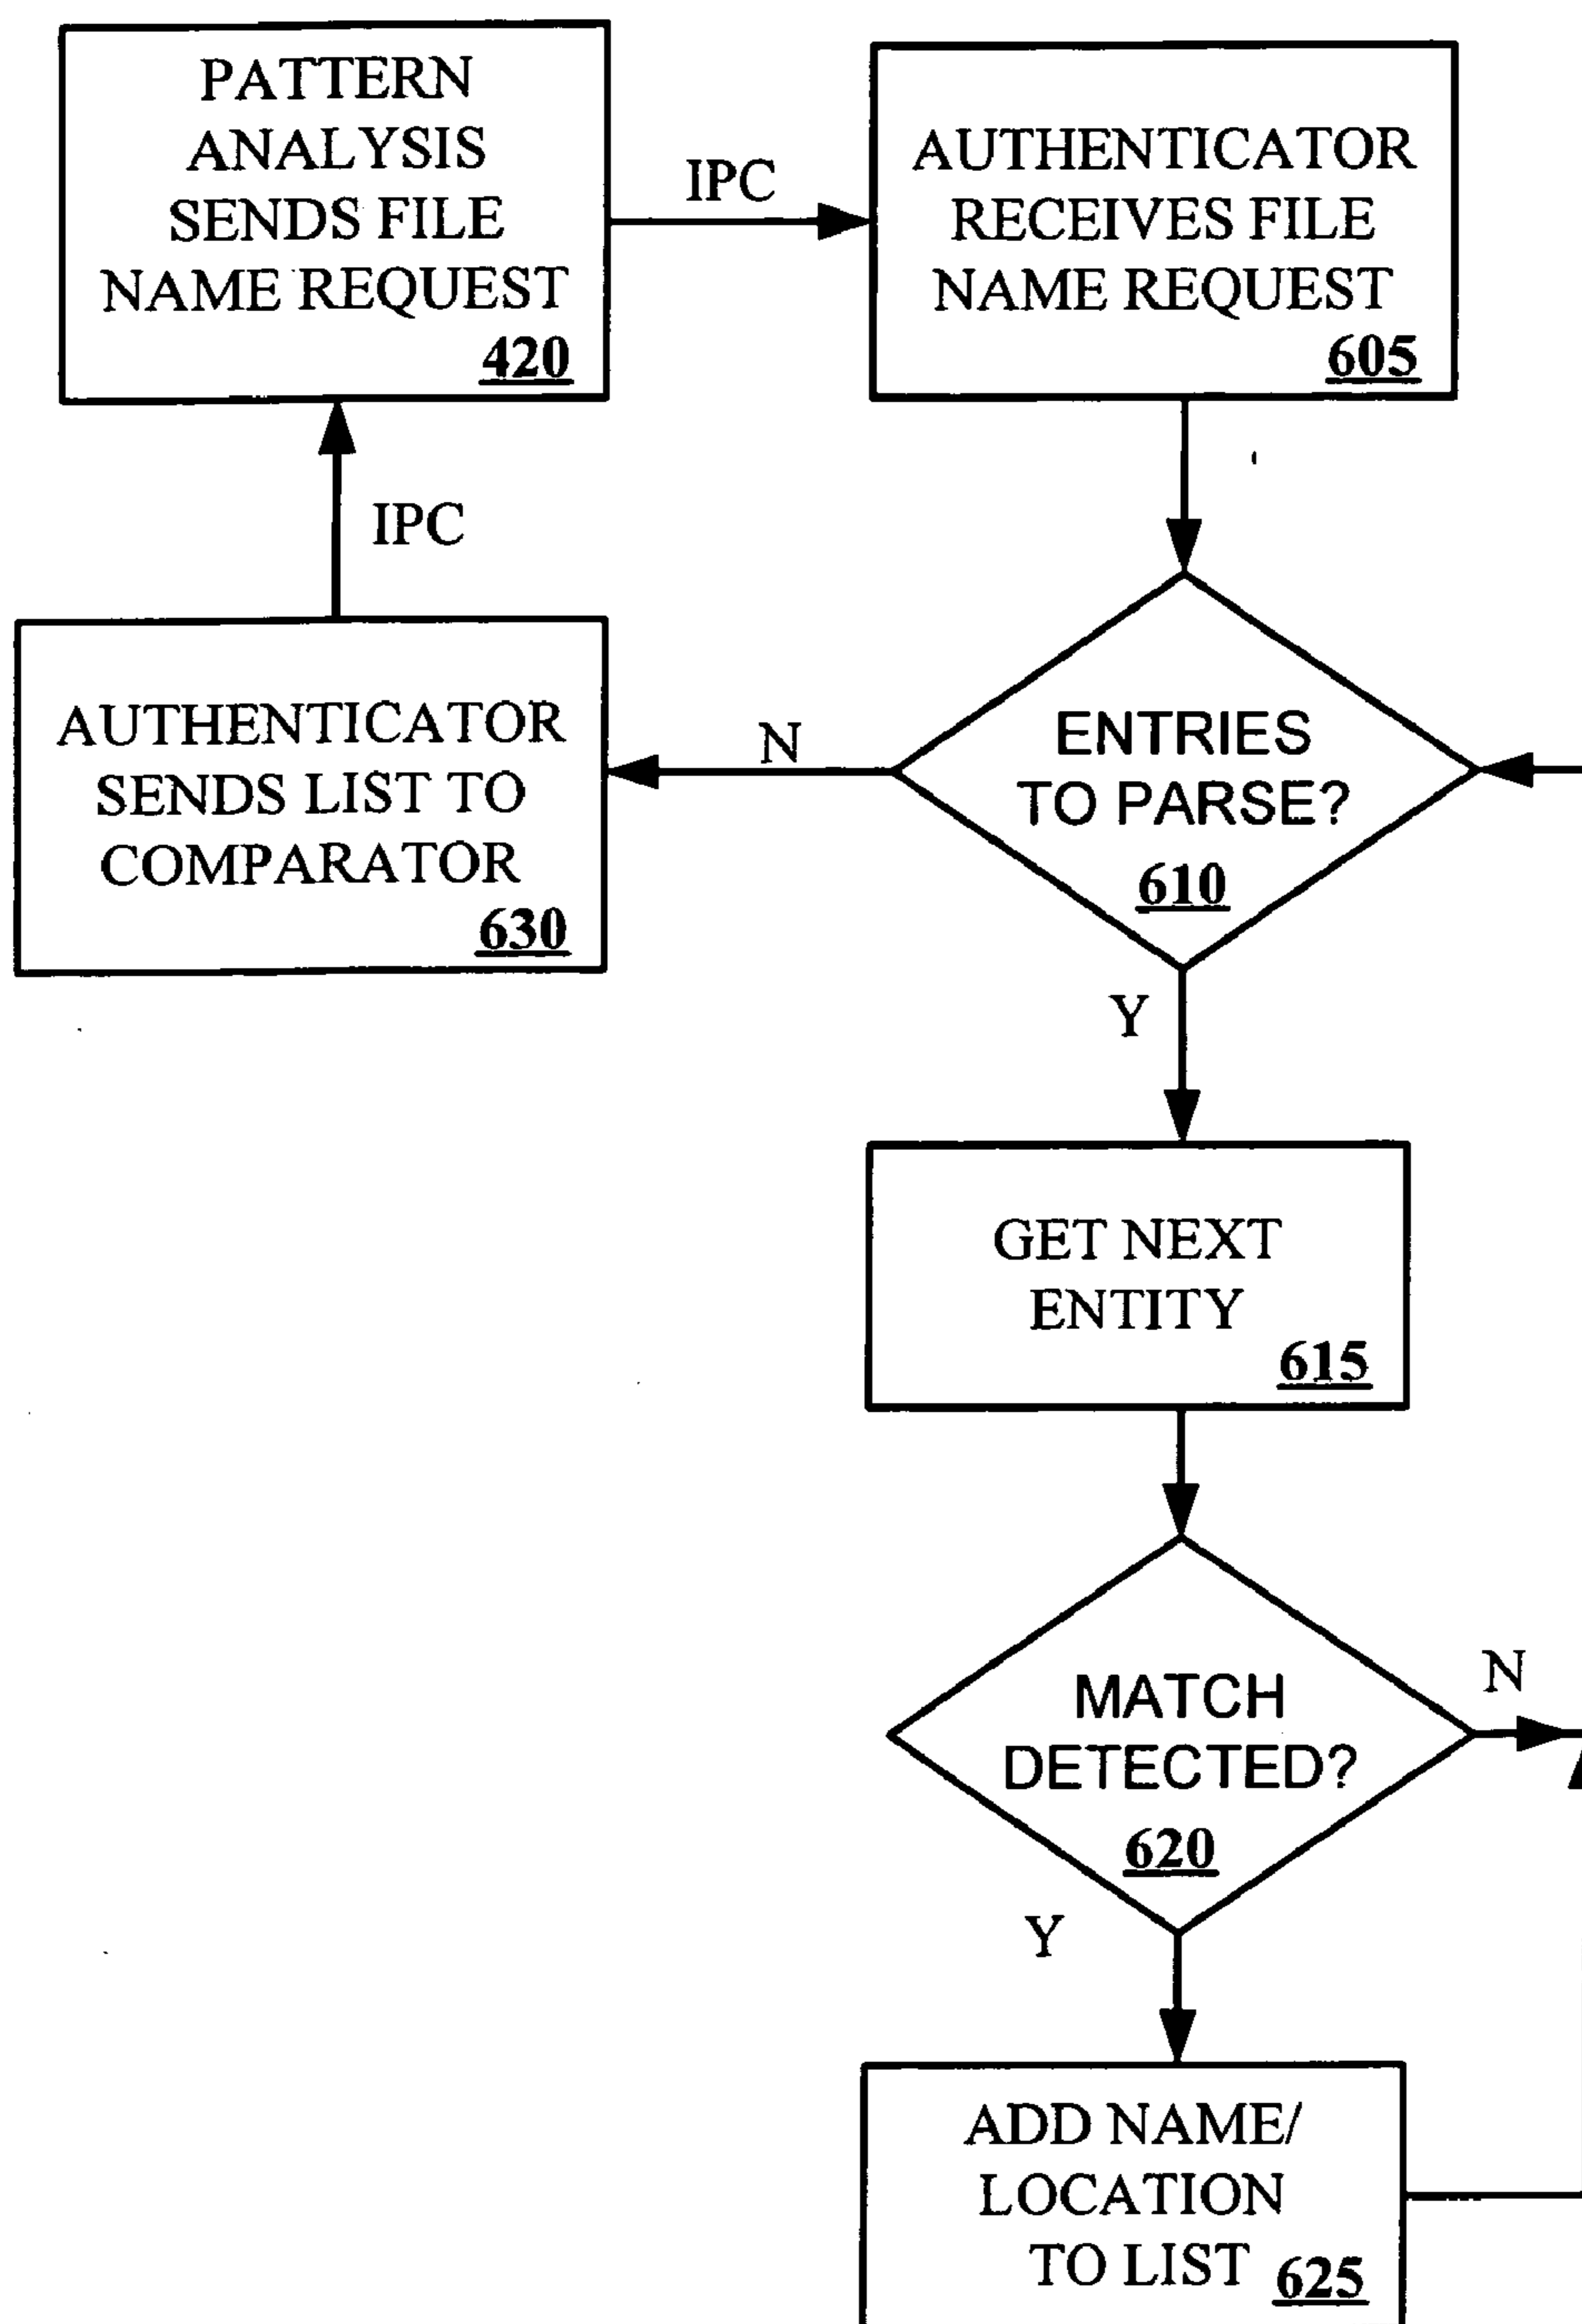 PATTERN
ANALYSIS
SENDS FILE
NAME REQUEST
420
IPC
AUTHENTICATOR
RECEIVES FILE
NAME REQUEST
605
IPC
AUTHENTICATOR
SENDS LIST TO
COMPARATOR
630
N
ENTRIES
TO PARSE?
610
Y
GET NEXT
ENTITY
615
MATCH
DETECTED?
620
N
Y
ADD NAME/
LOCATION
TO LIST
625